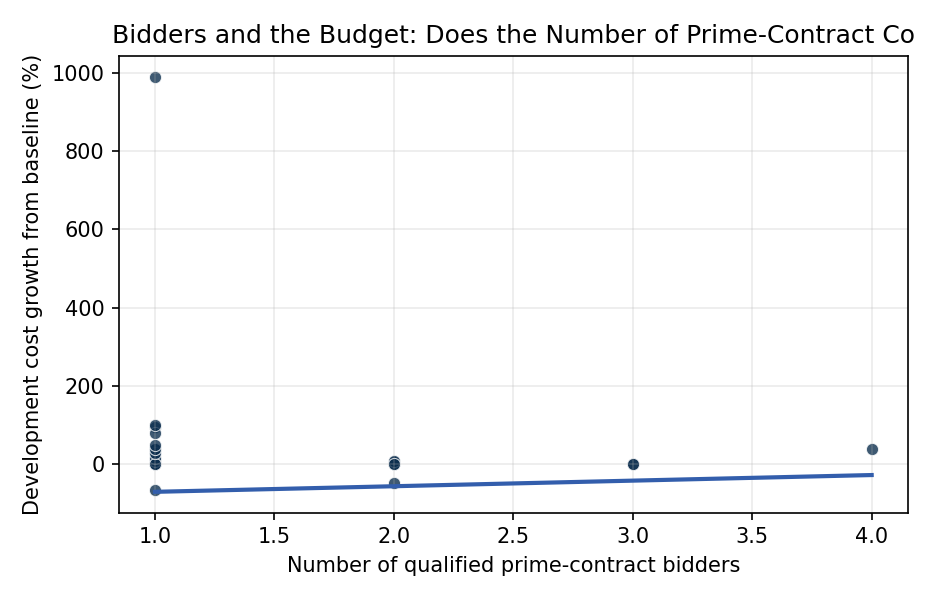 Bidders and the Budget: Does the Number of Prime-Contract Co
Development cost growth from baseline (%)
1000
800
600
400
200
0
1.0 1.5 2.0 2.5 3.0 3.5 4.0
Number of qualified prime-contract bidders